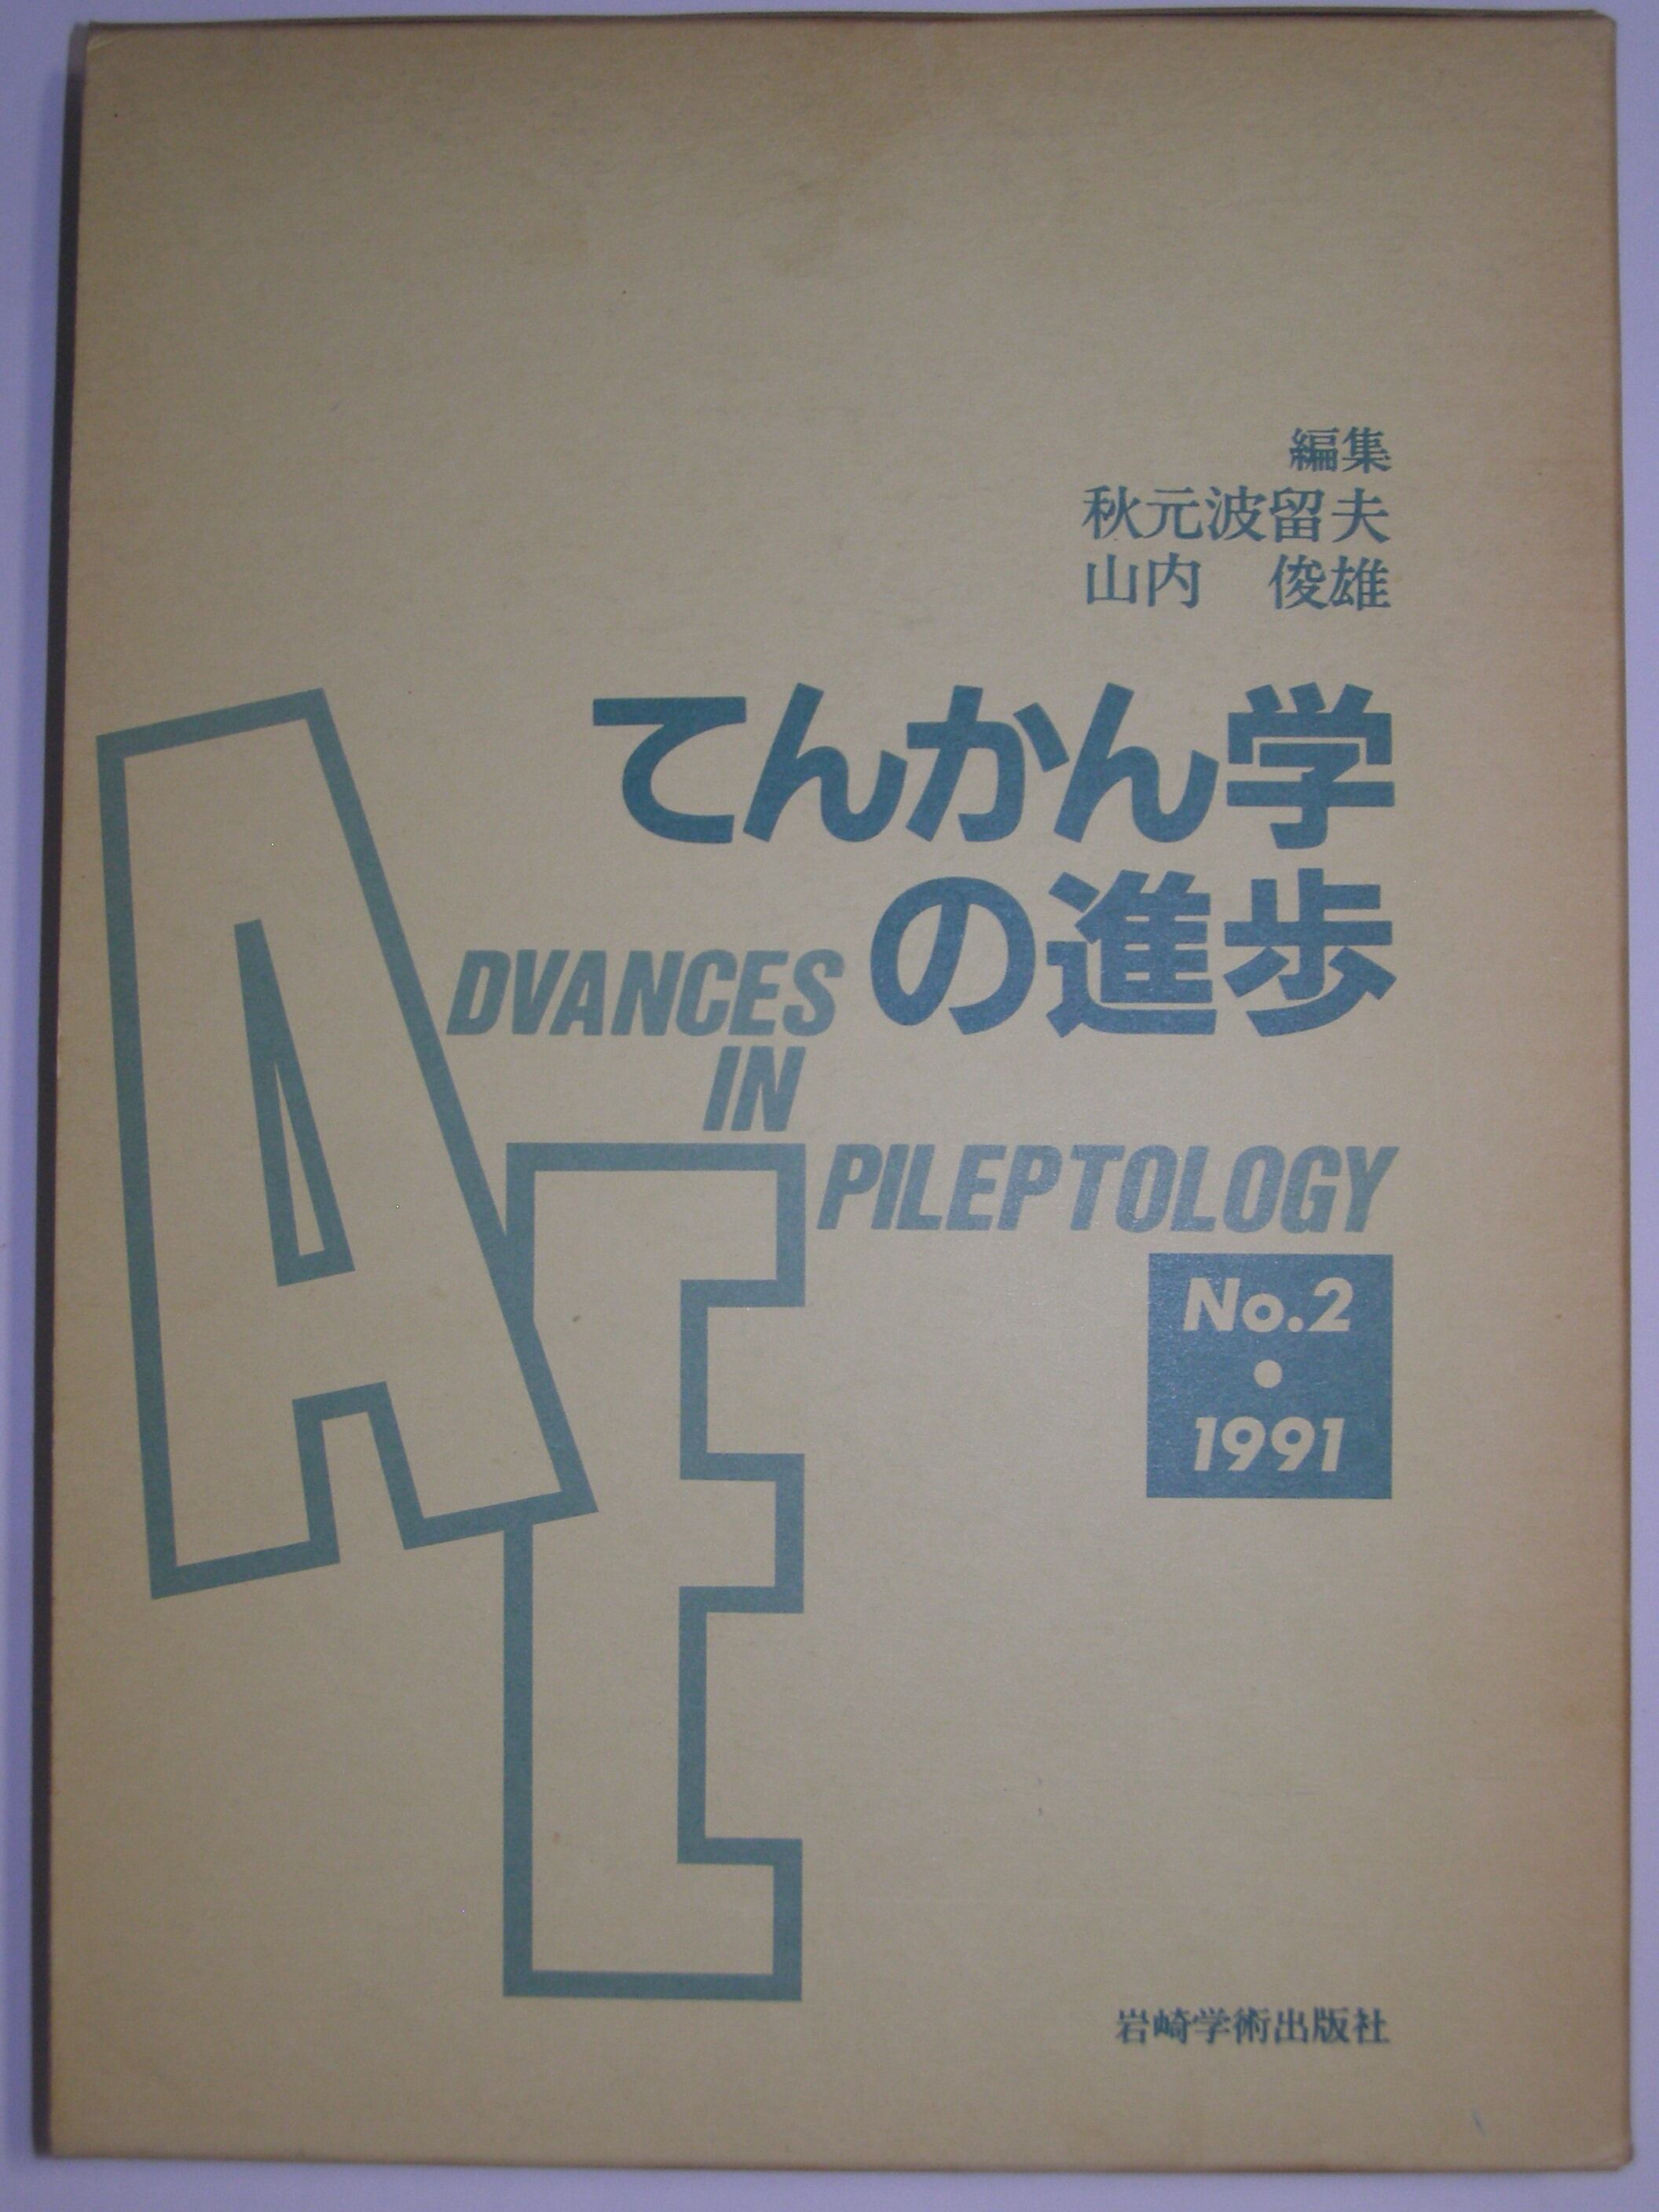 編集
秋元波留夫
山内 俊雄
てんかん学
の進歩
ADVANCES
IN
EPILEPTOLOGY
No.2
•
1991
岩崎学術出版社